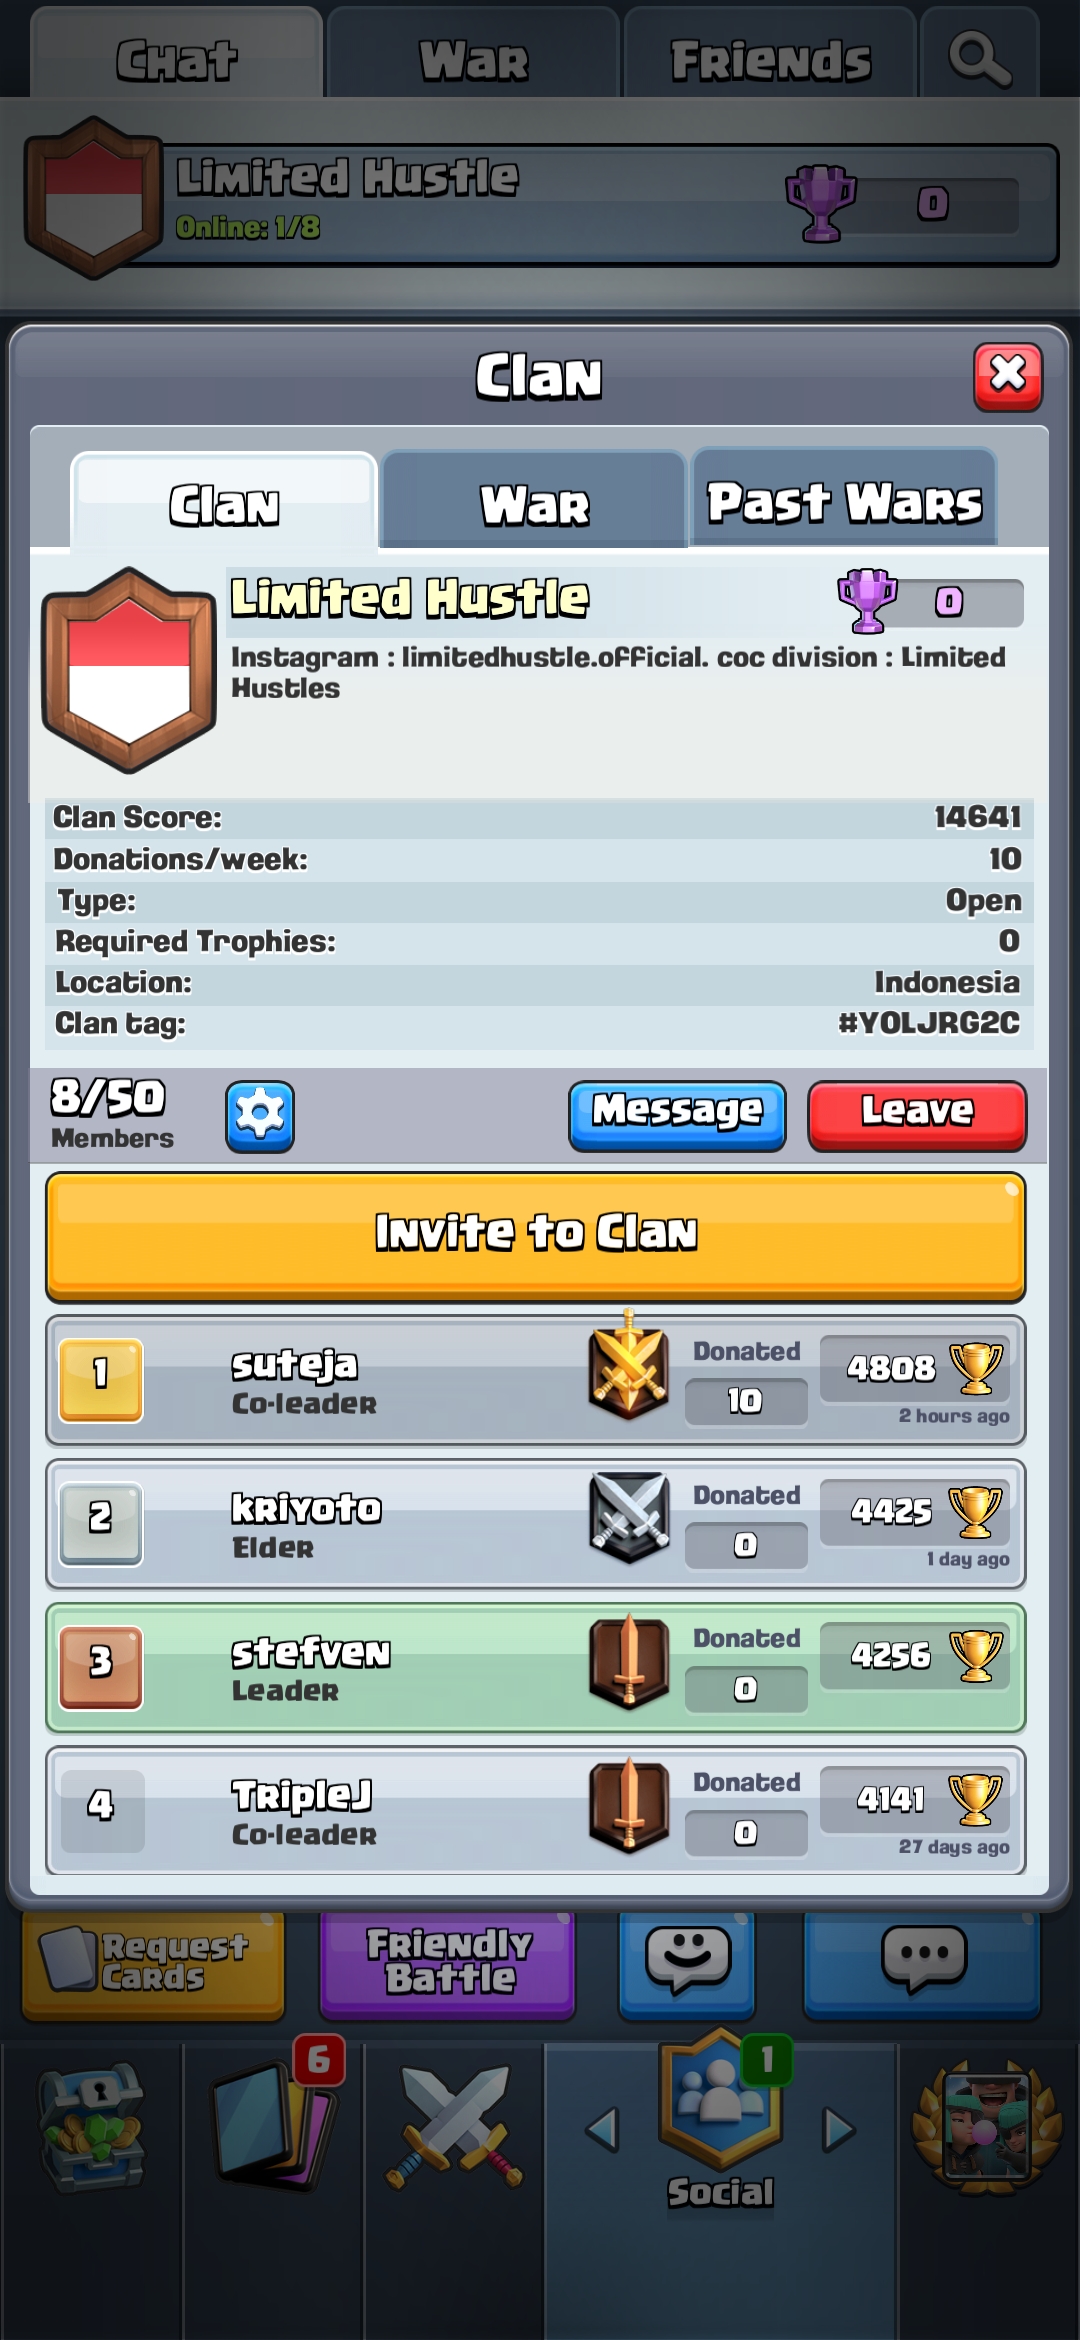 Chat
War
Friends
Limited Hustle
Online: 1/8
0
Clan
Clan
War
Past Wars
Limited Hustle
0
Instagram : limitedhustle.official. coc division : Limited
Hustles
Clan Score:
14641
Donations/week:
10
Type:
Open
Required Trophies:
0
Location:
Indonesia
Clan tag:
#YOLJRG2C
8/50
Members
Message
Leave
Invite to Clan
1
suteja
Co-leader
Donated
10
4808
2 hours ago
2
kriyoto
Elder
Donated
0
4425
1 day ago
3
stefven
Leader
Donated
0
4256
4
TripleJ
Co-leader
Donated
0
4141
27 days ago
Request
Cards
Friendly
Battle
6
1
Social